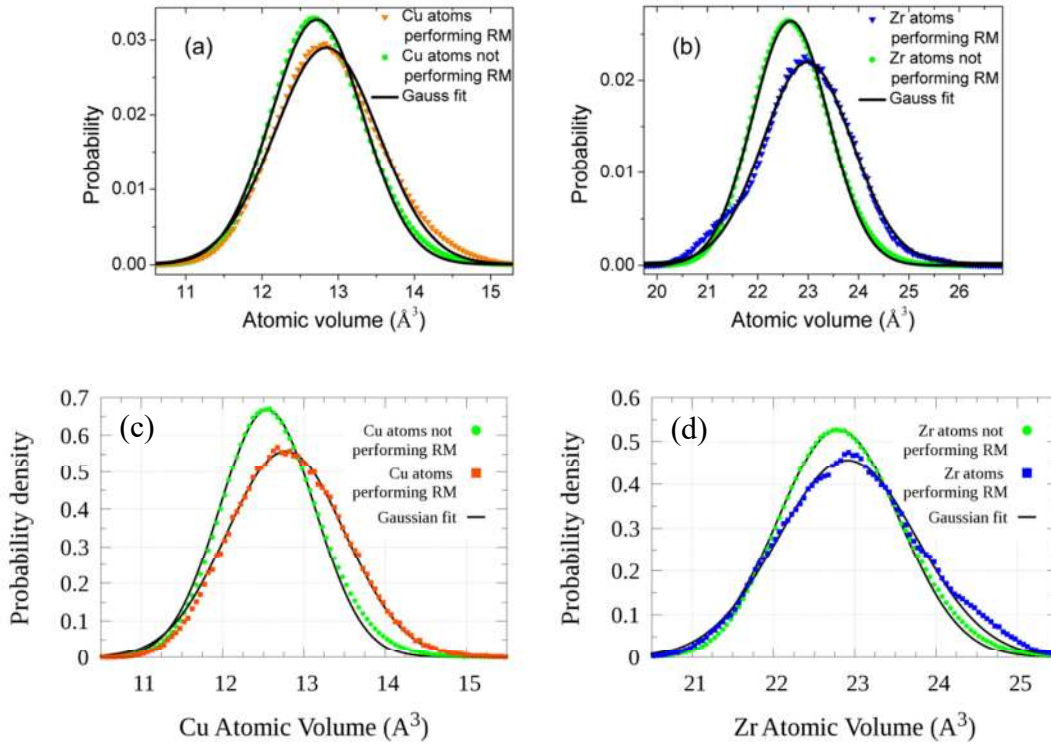 (a)
Cu atoms
performing RM
Cu atoms not
performing RM
Gauss fit
Probability
0.03
0.02
0.01
0.00
11
12
13
14
15
Atomic volume (Å³)
(b)
Zr atoms
performing RM
Zr atoms not
performing RM
Gauss fit
Probability
0.02
0.01
0.00
20
21
22
23
24
25
26
Atomic volume (Å³)
(c)
Cu atoms not
performing RM
Cu atoms
performing RM
Gaussian fit
Probability density
0.7
0.6
0.5
0.4
0.3
0.2
0.1
0
11
12
13
14
15
Cu Atomic Volume (A³)
(d)
Zr atoms not
performing RM
Zr atoms
performing RM
Gaussian fit
Probability density
0.6
0.5
0.4
0.3
0.2
0.1
0
21
22
23
24
25
Zr Atomic Volume (A³)